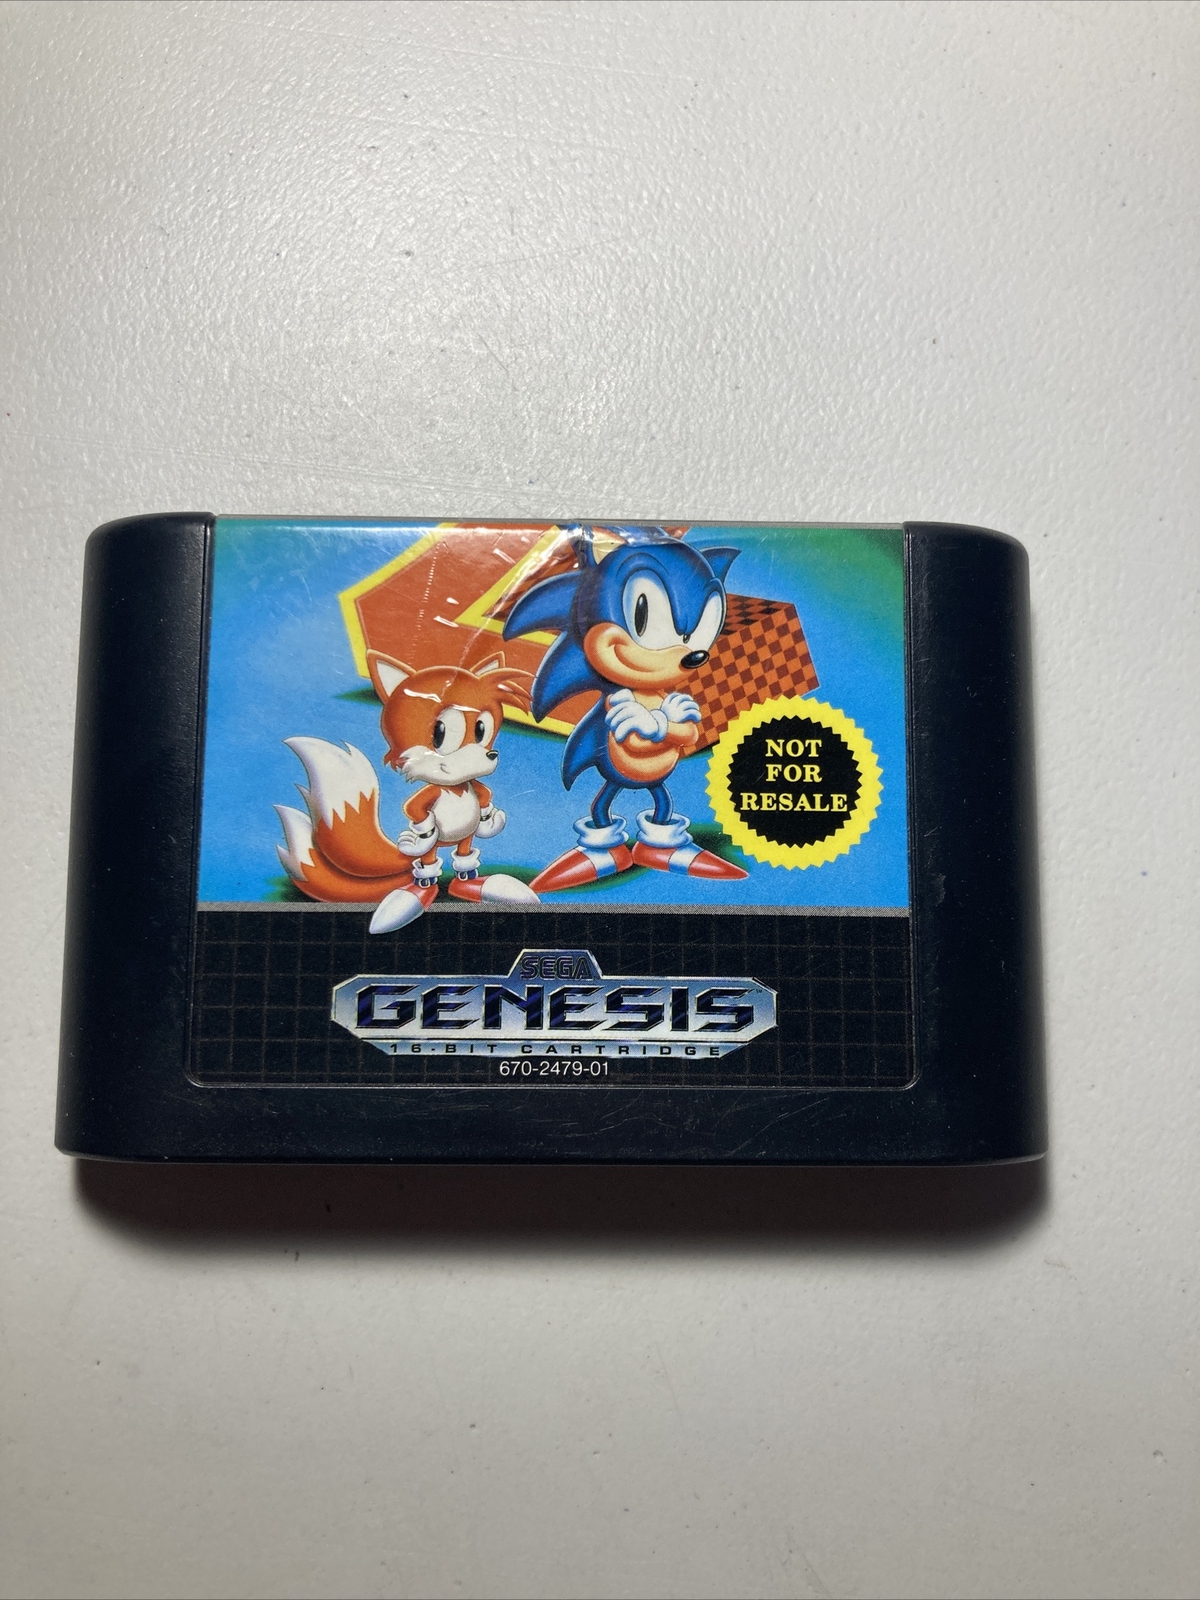 NOT
FOR
RESALE
SEGA
GENESIS
16-BIT CARTRIDGE
670-2479-01